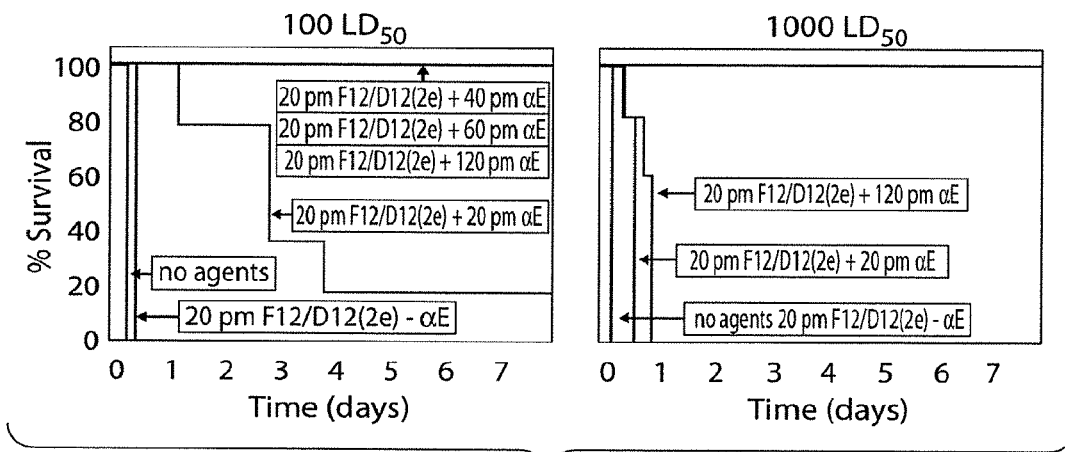 100 LD50
100
80
60
40
20
0
% Survival
20 pm F12/D12(2e) + 40 pm αE
20 pm F12/D12(2e) + 60 pm αE
20 pm F12/D12(2e) + 120 pm αE
20 pm F12/D12(2e) + 20 pm αE
no agents
20 pm F12/D12(2e) - αE
0 1 2 3 4 5 6 7
Time (days)
1000 LD50
20 pm F12/D12(2e) + 120 pm αE
20 pm F12/D12(2e) + 20 pm αE
no agents 20 pm F12/D12(2e) - αE
0 1 2 3 4 5 6 7
Time (days)